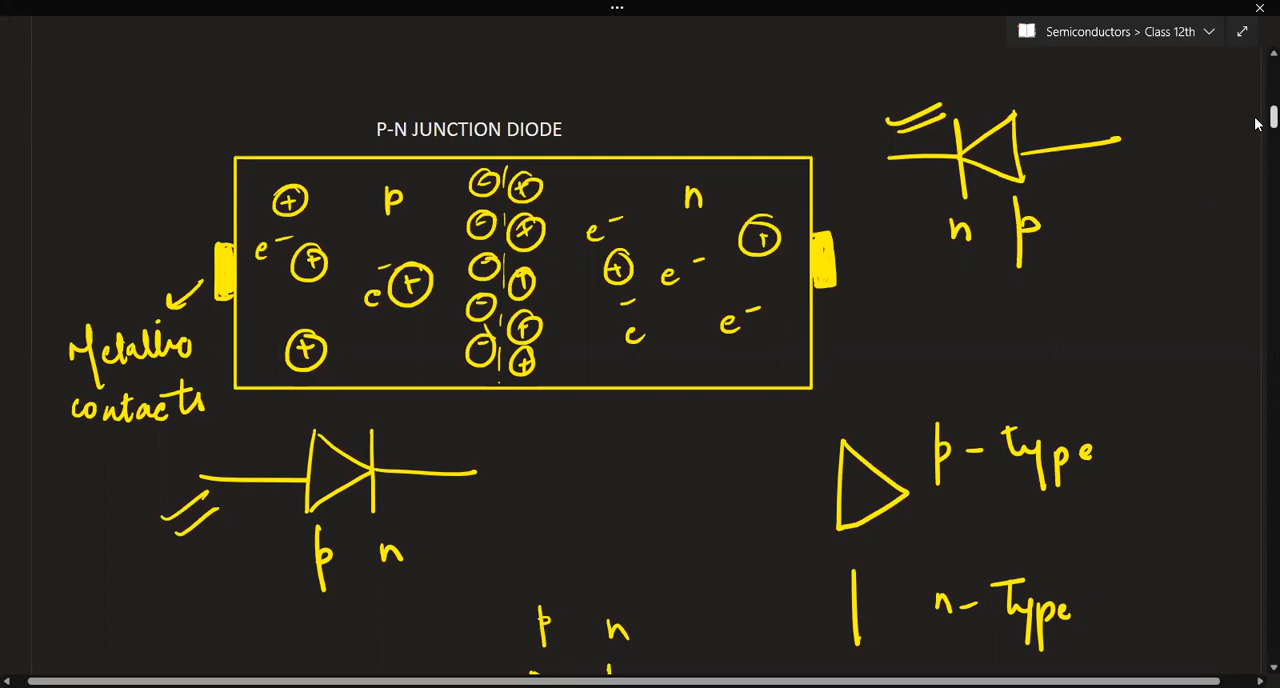 Semiconductors > Class 12th
P-N JUNCTION DIODE
+ p - + n
e⁻ + - + e⁻ +
e⁻ + - + + e⁻
- + e⁻ e⁻
+ - +
n p
Metallic
contacts
p n
p - Type
n - Type
p n